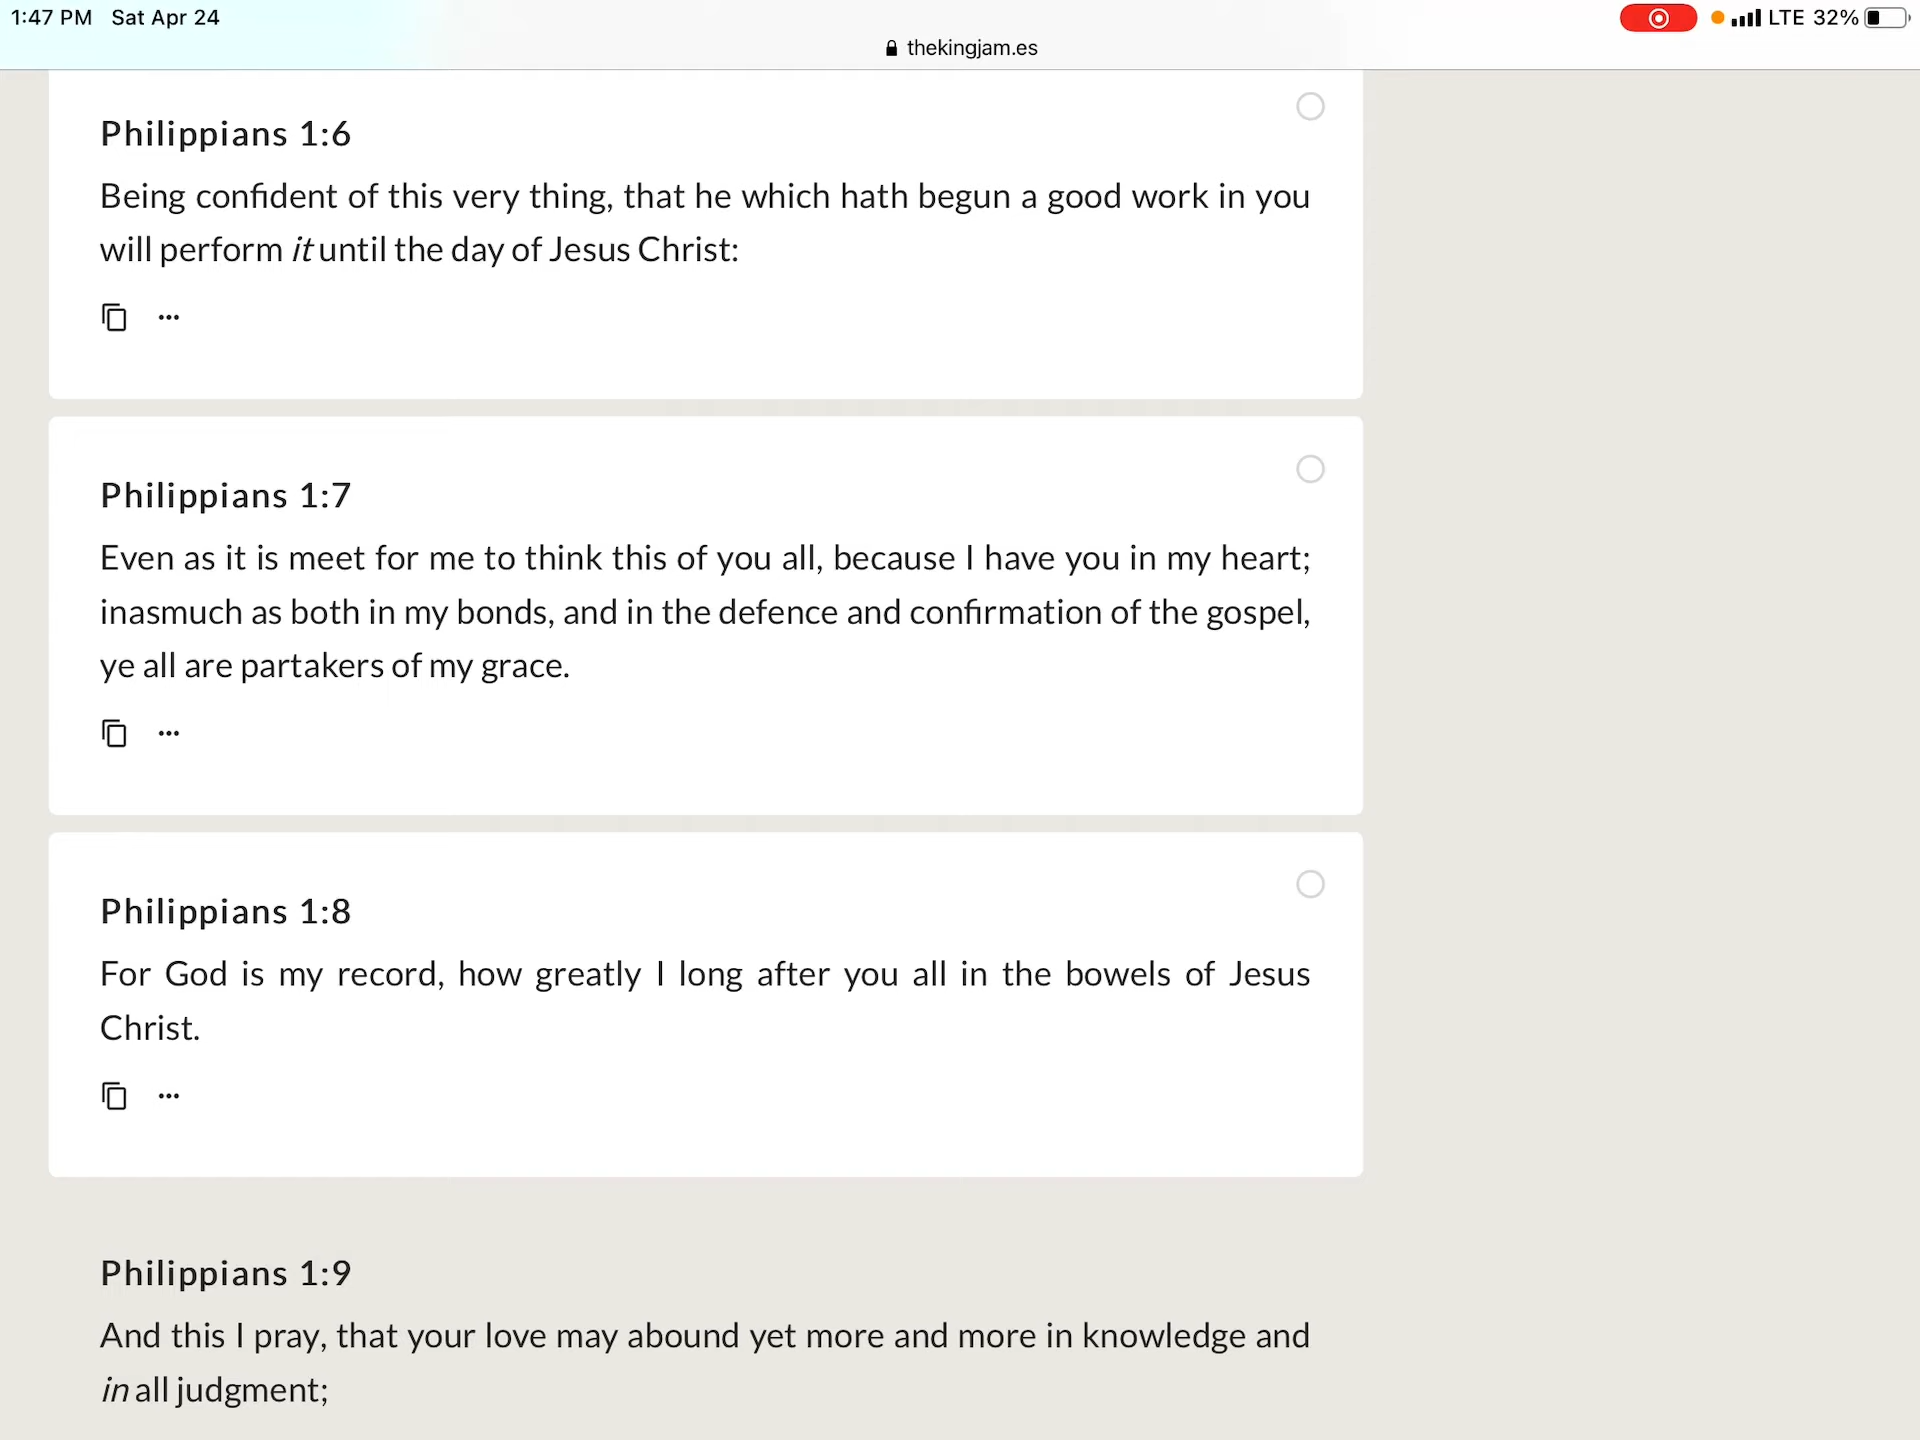 1:47 PM Sat Apr 24
LTE 32%
thekingjam.es
Philippians 1:6
Being confident of this very thing, that he which hath begun a good work in you
will perform it until the day of Jesus Christ:
Philippians 1:7
Even as it is meet for me to think this of you all, because I have you in my heart;
inasmuch as both in my bonds, and in the defence and confirmation of the gospel,
ye all are partakers of my grace.
Philippians 1:8
For God is my record, how greatly I long after you all in the bowels of Jesus
Christ.
Philippians 1:9
And this I pray, that your love may abound yet more and more in knowledge and
in all judgment;